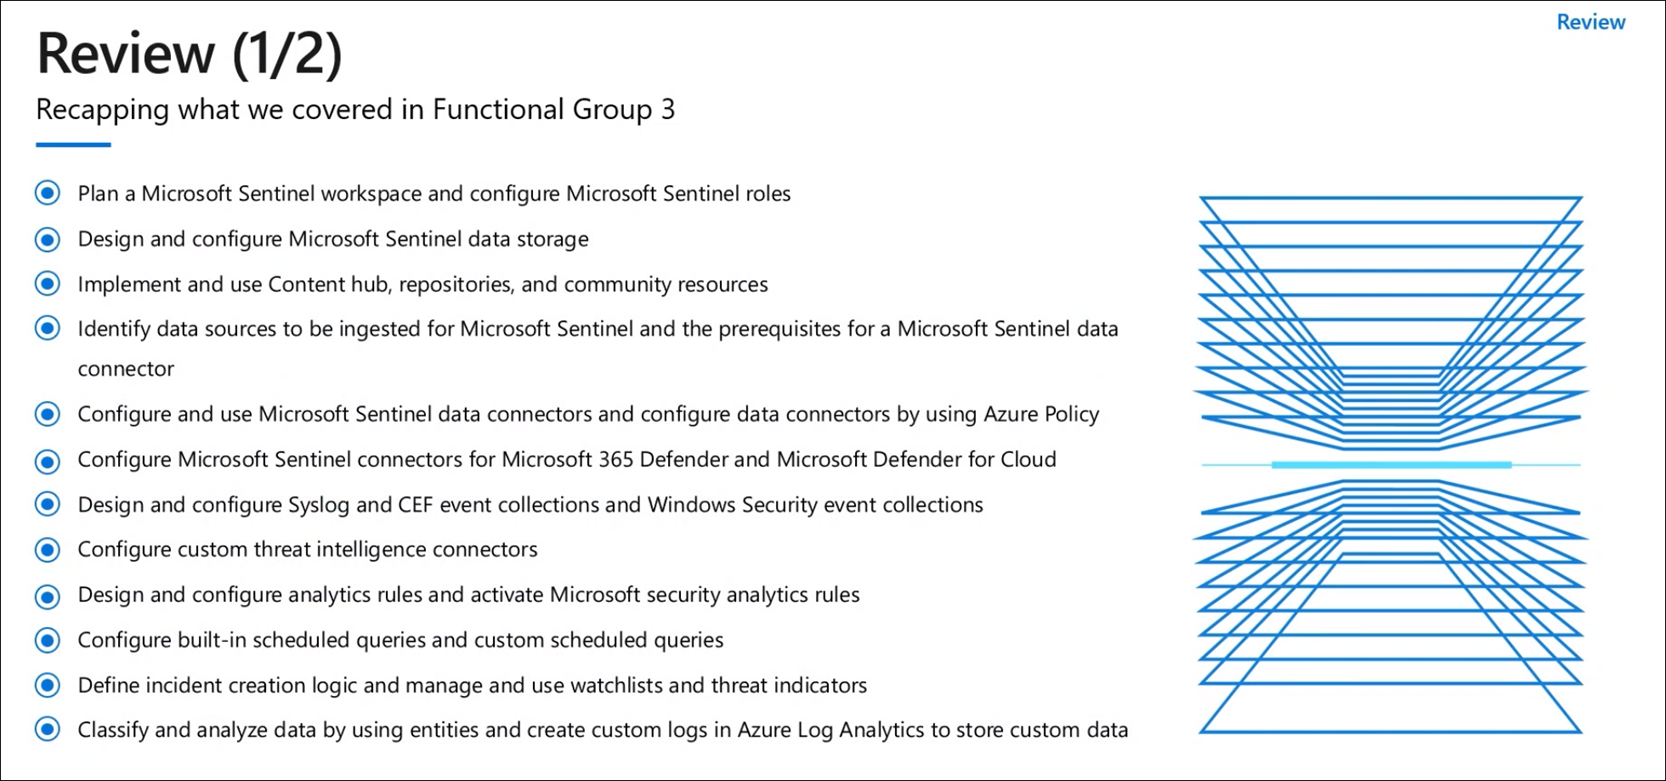 Review
Review (1/2)
Recapping what we covered in Functional Group 3
Plan a Microsoft Sentinel workspace and configure Microsoft Sentinel roles
Design and configure Microsoft Sentinel data storage
Implement and use Content hub, repositories, and community resources
Identify data sources to be ingested for Microsoft Sentinel and the prerequisites for a Microsoft Sentinel data
connector
Configure and use Microsoft Sentinel data connectors and configure data connectors by using Azure Policy
Configure Microsoft Sentinel connectors for Microsoft 365 Defender and Microsoft Defender for Cloud
Design and configure Syslog and CEF event collections and Windows Security event collections
Configure custom threat intelligence connectors
Design and configure analytics rules and activate Microsoft security analytics rules
Configure built-in scheduled queries and custom scheduled queries
Define incident creation logic and manage and use watchlists and threat indicators
Classify and analyze data by using entities and create custom logs in Azure Log Analytics to store custom data